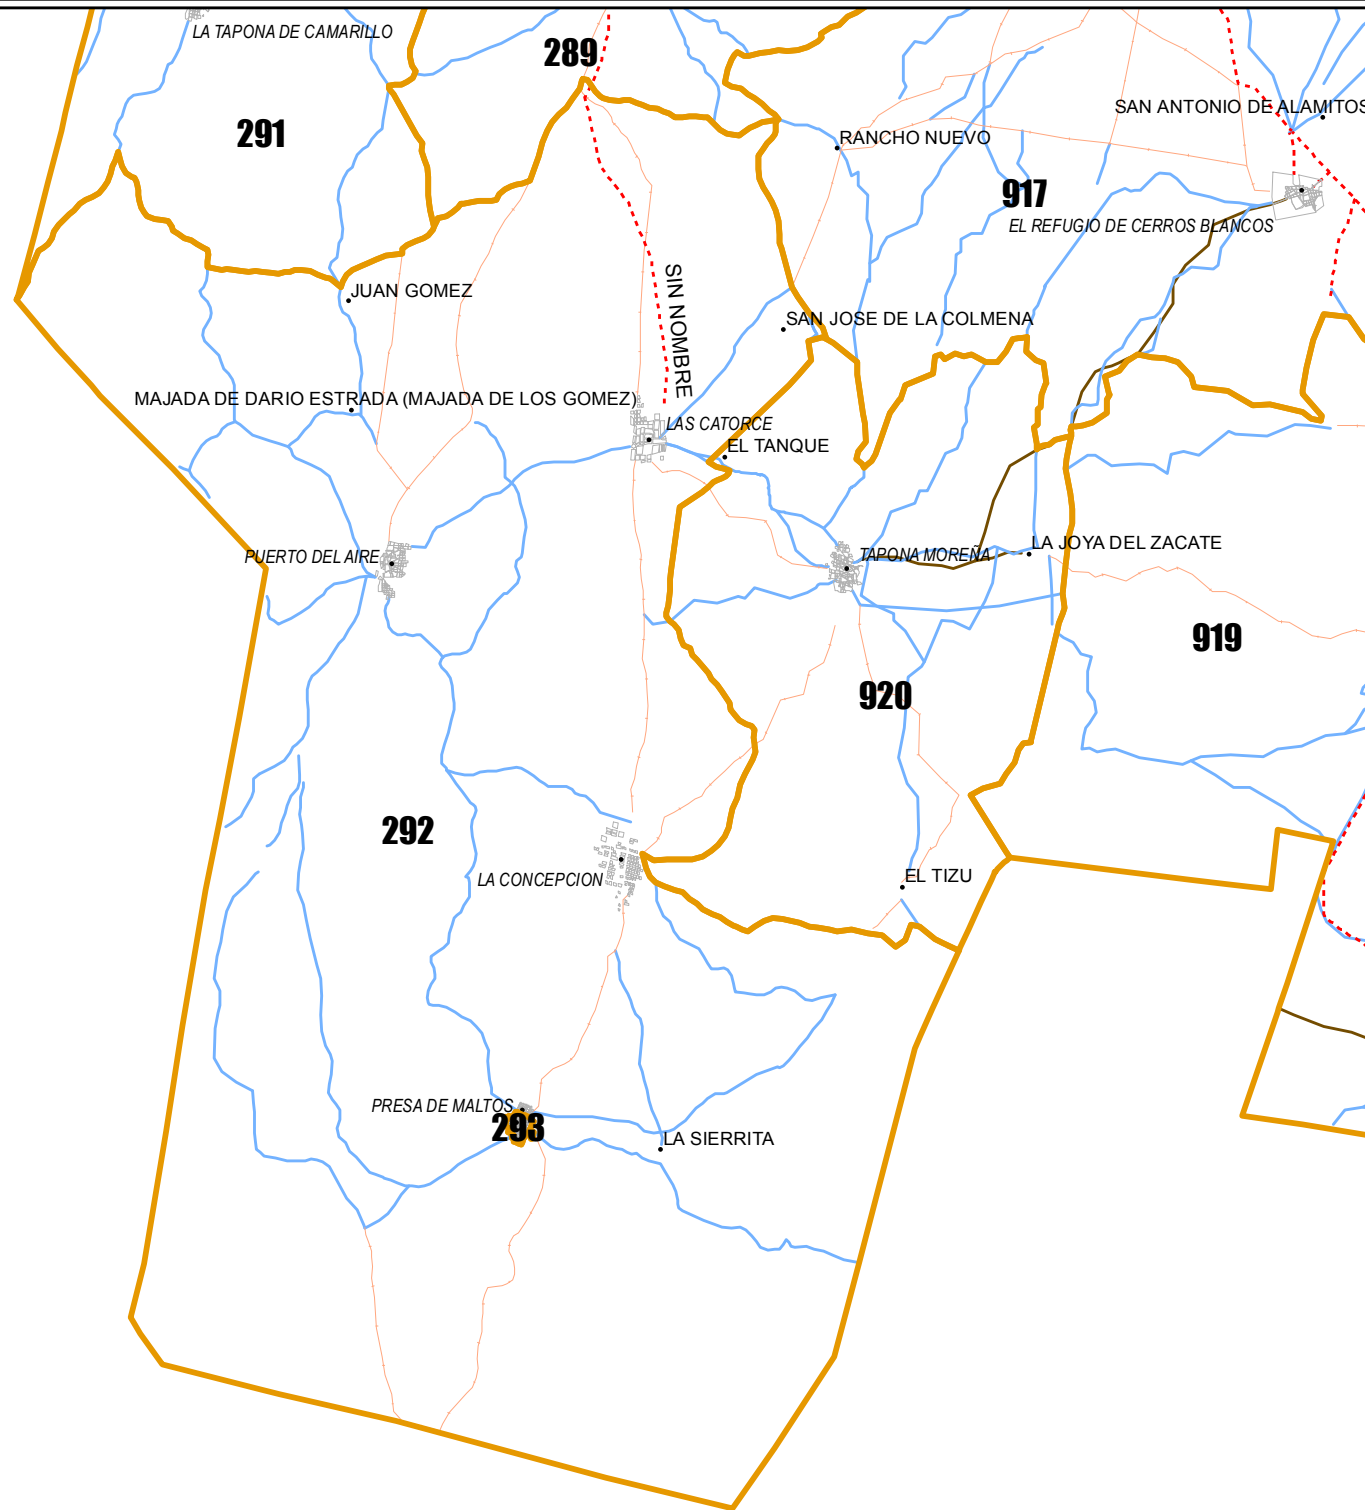 LA TAPONA DE CAMARILLO
289
SAN ANTONIO DE ALAMITOS
291
RANCHO NUEVO
917
EL REFUGIO DE CERROS BLANCOS
JUAN GOMEZ
SIN NOMBRE
SAN JOSE DE LA COLMENA
MAJADA DE DARIO ESTRADA (MAJADA DE LOS GOMEZ)
LAS CATORCE
EL TANQUE
PUERTO DEL AIRE
TAPONA MOREÑA
LA JOYA DEL ZACATE
919
920
292
LA CONCEPCION
EL TIZU
PRESA DE MALTOS
293
LA SIERRITA